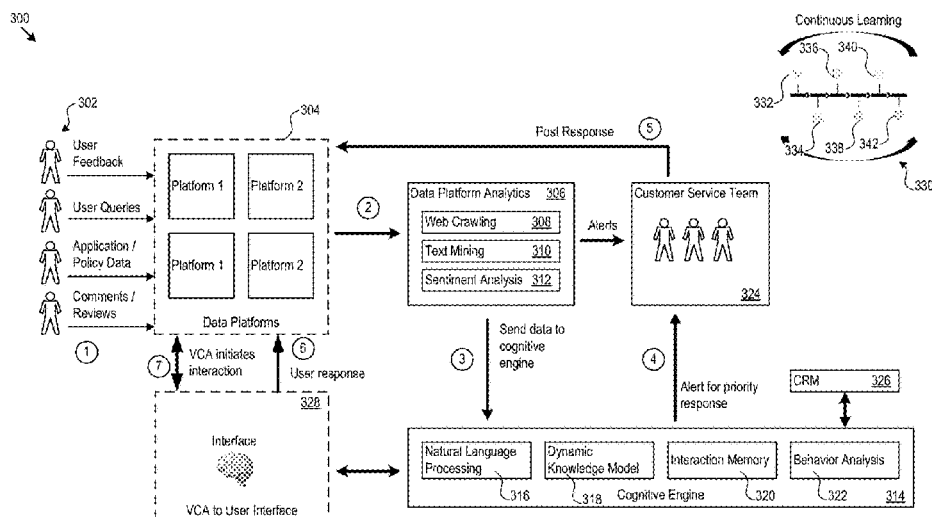 300
Continuous Learning
336
340
332
334
338
342
330
302
304
User
Feedback
User Queries
Application /
Policy Data
Comments /
Reviews
1
Platform 1
Platform 2
Platform 1
Platform 2
Data Platforms
Post Response
5
2
Data Platform Analytics
306
Web Crawling 308
Text Mining 310
Sentiment Analysis 312
Alerts
Customer Service Team
324
7
VCA initiates
interaction
6
User response
3
Send data to
cognitive
engine
4
Alert for priority
response
CRM 326
328
Interface
VCA to User Interface
Natural Language
Processing
316
Dynamic
Knowledge Model
318
Interaction Memory
320
Behavior Analysis
322
Cognitive Engine
314